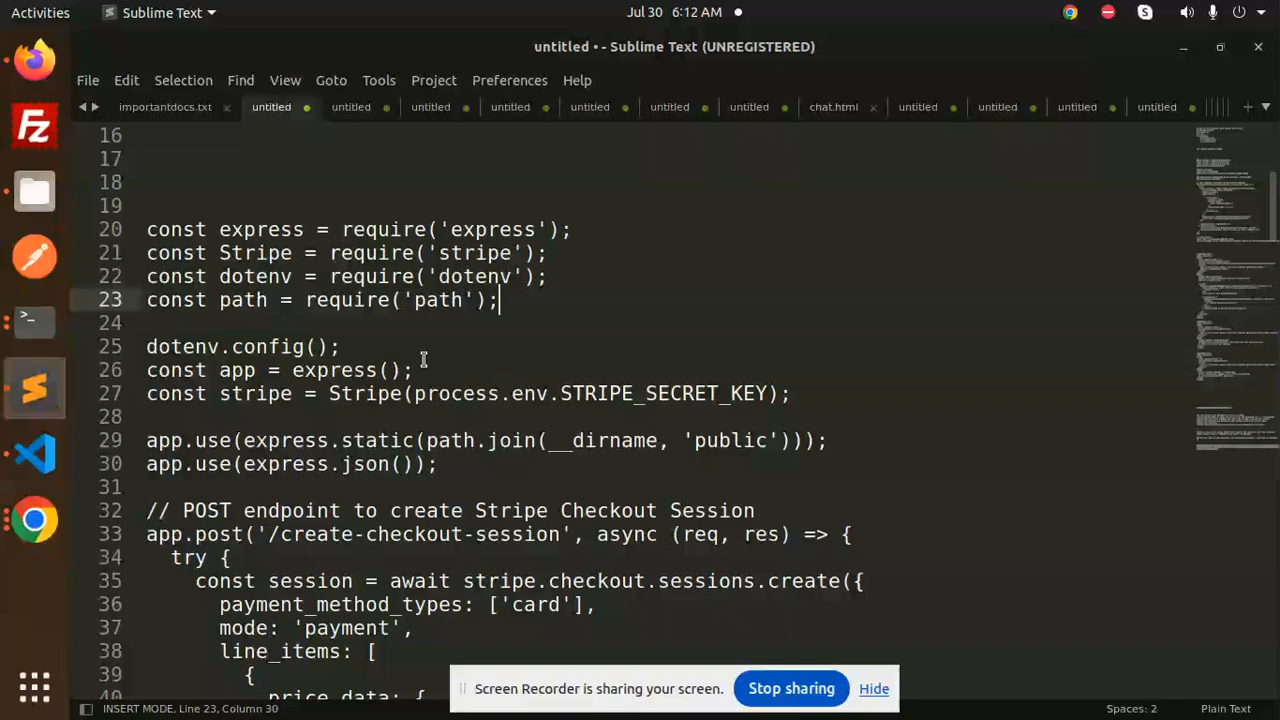 Activities
Sublime Text
Jul 30 6:12 AM
untitled • - Sublime Text (UNREGISTERED)
File Edit Selection Find View Goto Tools Project Preferences Help
importantdocs.txt untitled untitled untitled untitled untitled untitled untitled chat.html untitled untitled untitled untitled
16
17
18
19
20 const express = require('express');
21 const Stripe = require('stripe');
22 const dotenv = require('dotenv');
23 const path = require('path');
24
25 dotenv.config();
26 const app = express();
27 const stripe = Stripe(process.env.STRIPE_SECRET_KEY);
28
29 app.use(express.static(path.join(__dirname, 'public')));
30 app.use(express.json());
31
32 // POST endpoint to create Stripe Checkout Session
33 app.post('/create-checkout-session', async (req, res) => {
34 try {
35 const session = await stripe.checkout.sessions.create({
36 payment_method_types: ['card'],
37 mode: 'payment',
38 line_items: [
39 {
40 price_data: {
Screen Recorder is sharing your screen. Stop sharing Hide
INSERT MODE, Line 23, Column 30 Spaces: 2 Plain Text